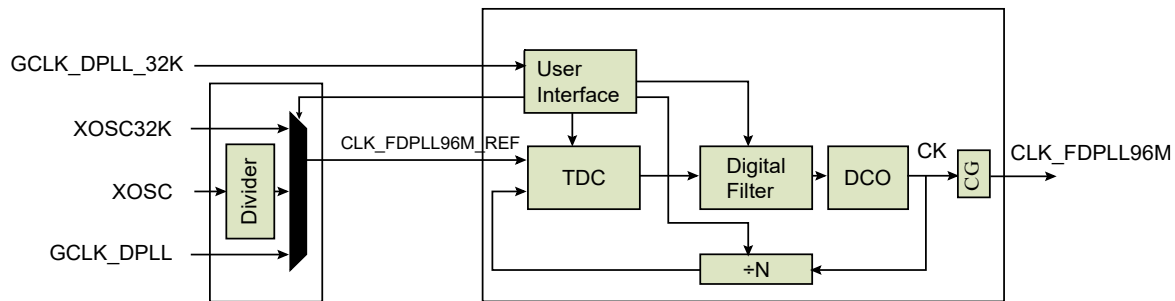 GCLK_DPLL_32K
User
Interface
XOSC32K
CLK_FDPLL96M_REF
CK
CLK_FDPLL96M
XOSC
Divider
TDC
Digital
Filter
DCO
CG
GCLK_DPLL
÷N